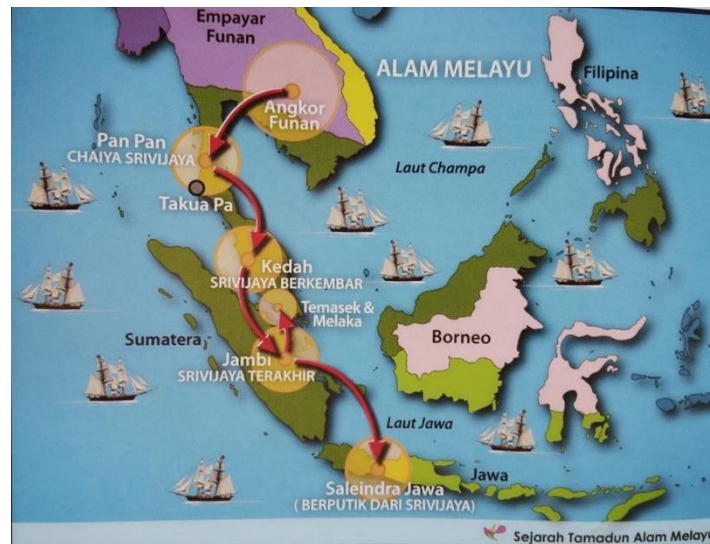 Empayar
Funan
ALAM MELAYU
Filipina
Angkor
Funan
Pan Pan
CHAIYA SRIVIJAYA
Laut Champa
Takua Pa
Kedah
SRIVIJAYA BERKEMBAR
Temasek &
Melaka
Sumatera
Borneo
Jambi
SRIVIJAYA TERAKHIR
Laut Jawa
Jawa
Saleindra Jawa
( BERPUTIK DARI SRIVIJAYA)
Sejarah Tamadun Alam Melayu